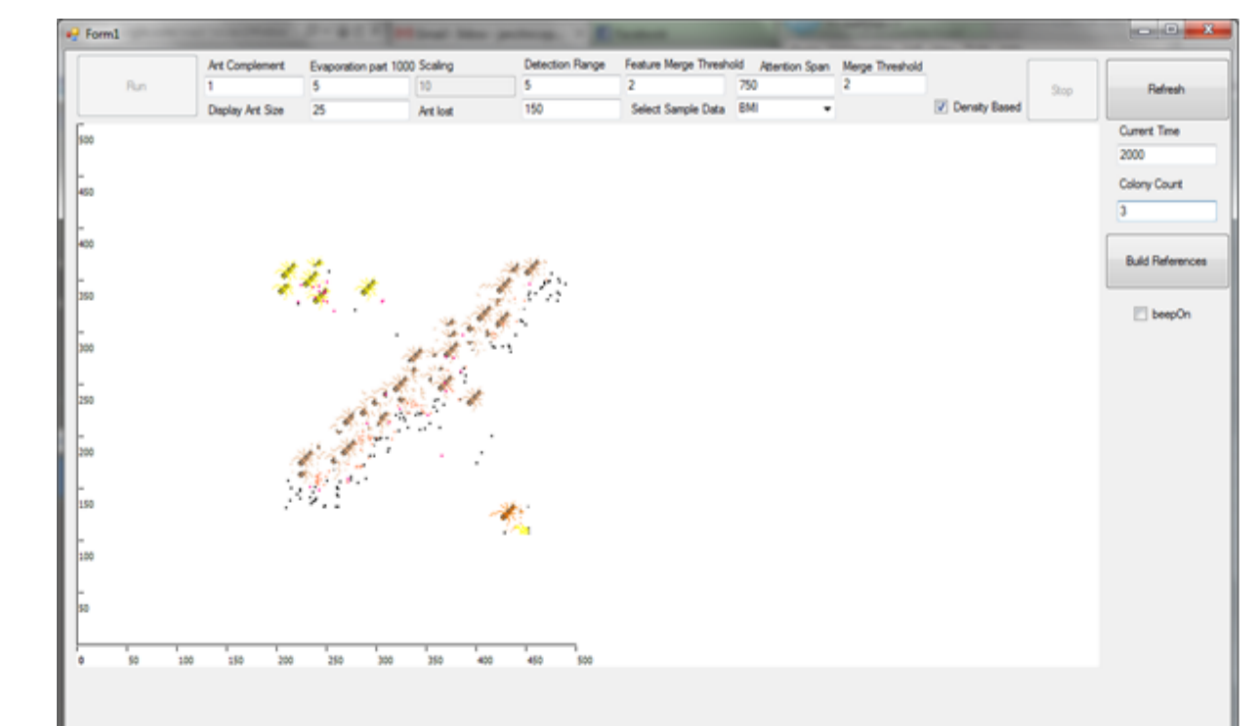 Form1
Run
Ant Complement Evaporation part 1000 Scaling Detection Range Feature Merge Threshold Attention Span Merge Threshold
1 5 10 5 2 750 2
Display Ant Size 25 Ant lost 150 Select Sample Data BMI Density Based
Stop
Refresh
Current Time
2000
Colony Count
3
Build References
beepOn
500
450
400
350
300
250
200
150
100
50
0 50 100 150 200 250 300 350 400 450 500